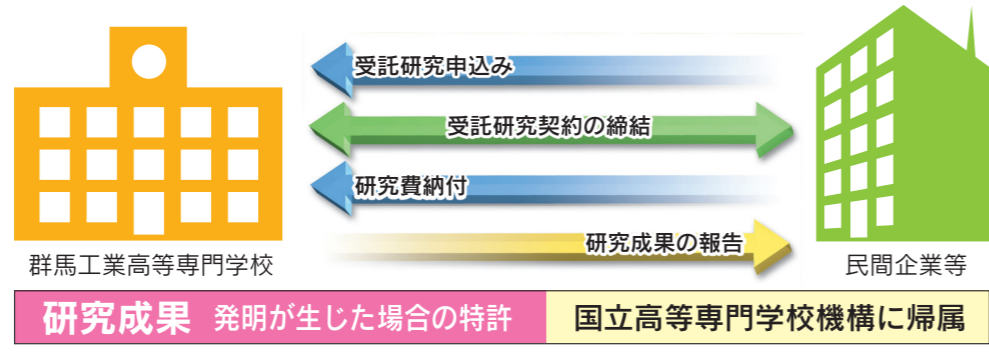 受託研究申込み
受託研究契約の締結
研究費納付
研究成果の報告
群馬工業高等専門学校
民間企業等
研究成果 発明が生じた場合の特許 国立高等専門学校機構に帰属